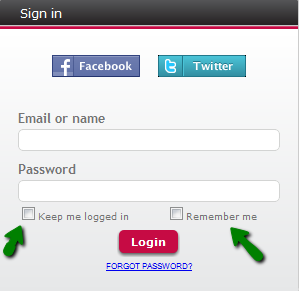 Sign in
Facebook Twitter
Email or name
Password
Keep me logged in Remember me
Login
FORGOT PASSWORD?